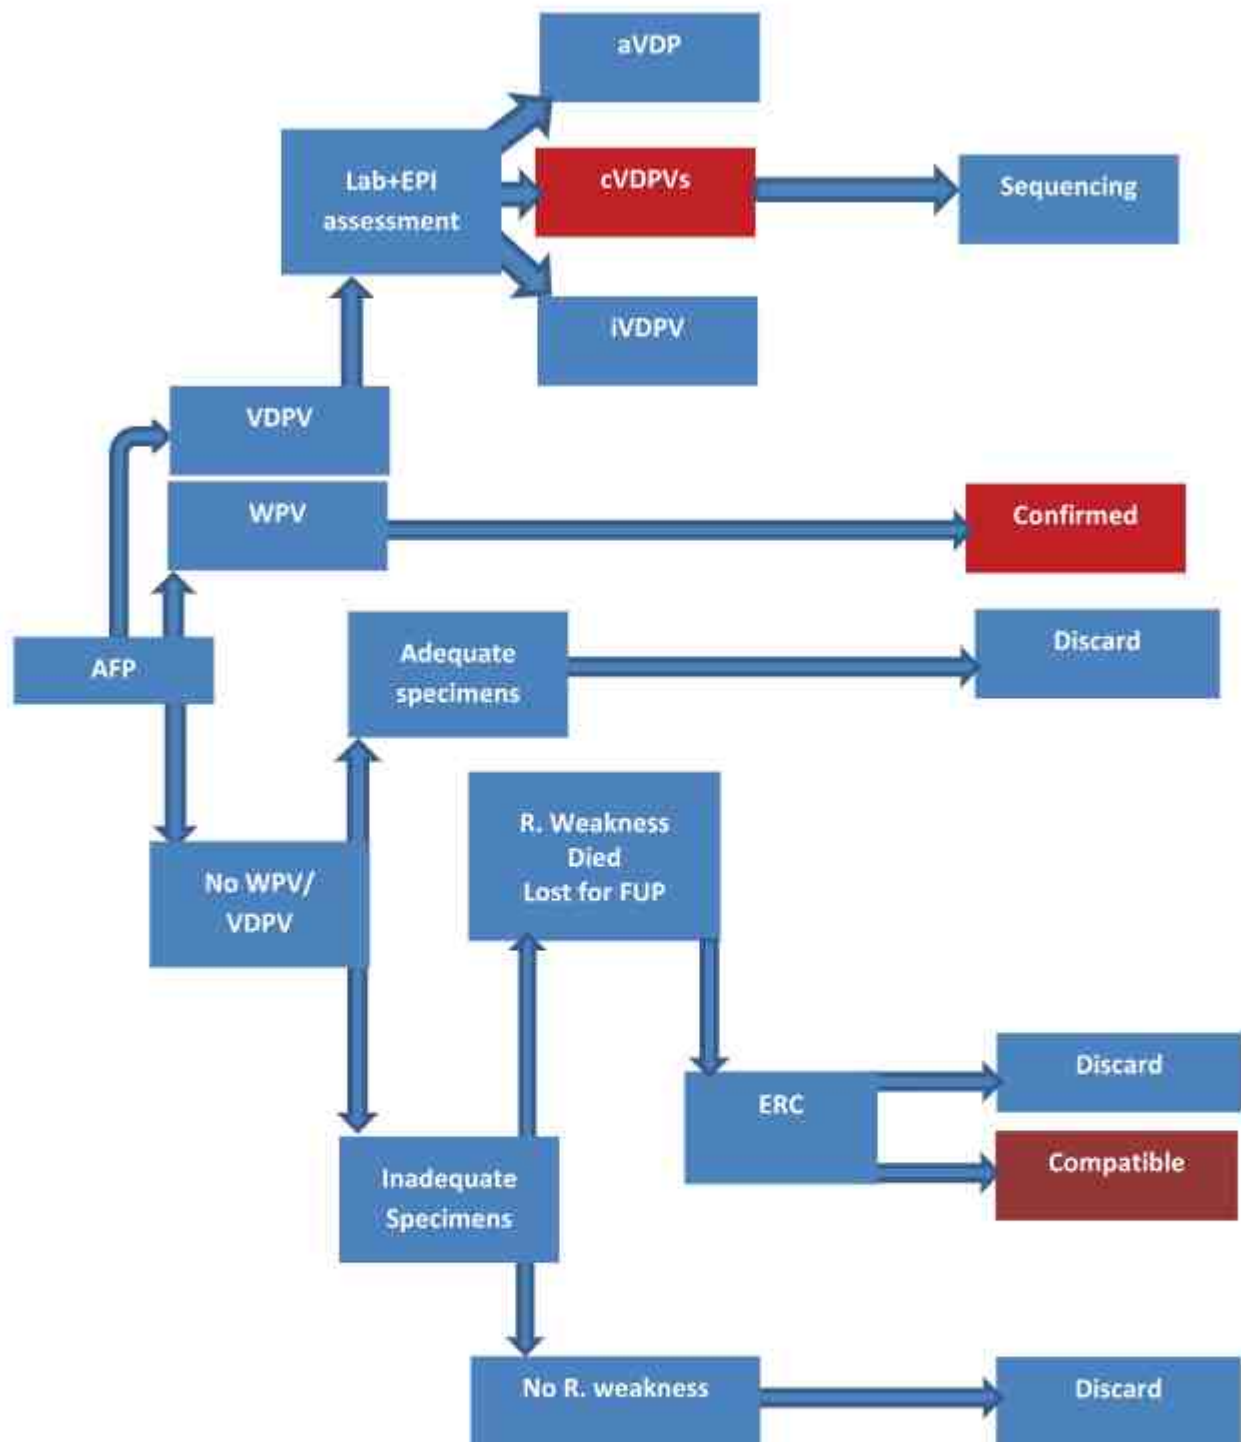 aVDP
Lab+EPI
assessment
cVDPVs
Sequencing
iVDPV
VDPV
WPV
Confirmed
AFP
Adequate
specimens
Discard
R. Weakness
Died
Lost for FUP
No WPV/
VDPV
ERC
Discard
Compatible
Inadequate
Specimens
No R. weakness
Discard